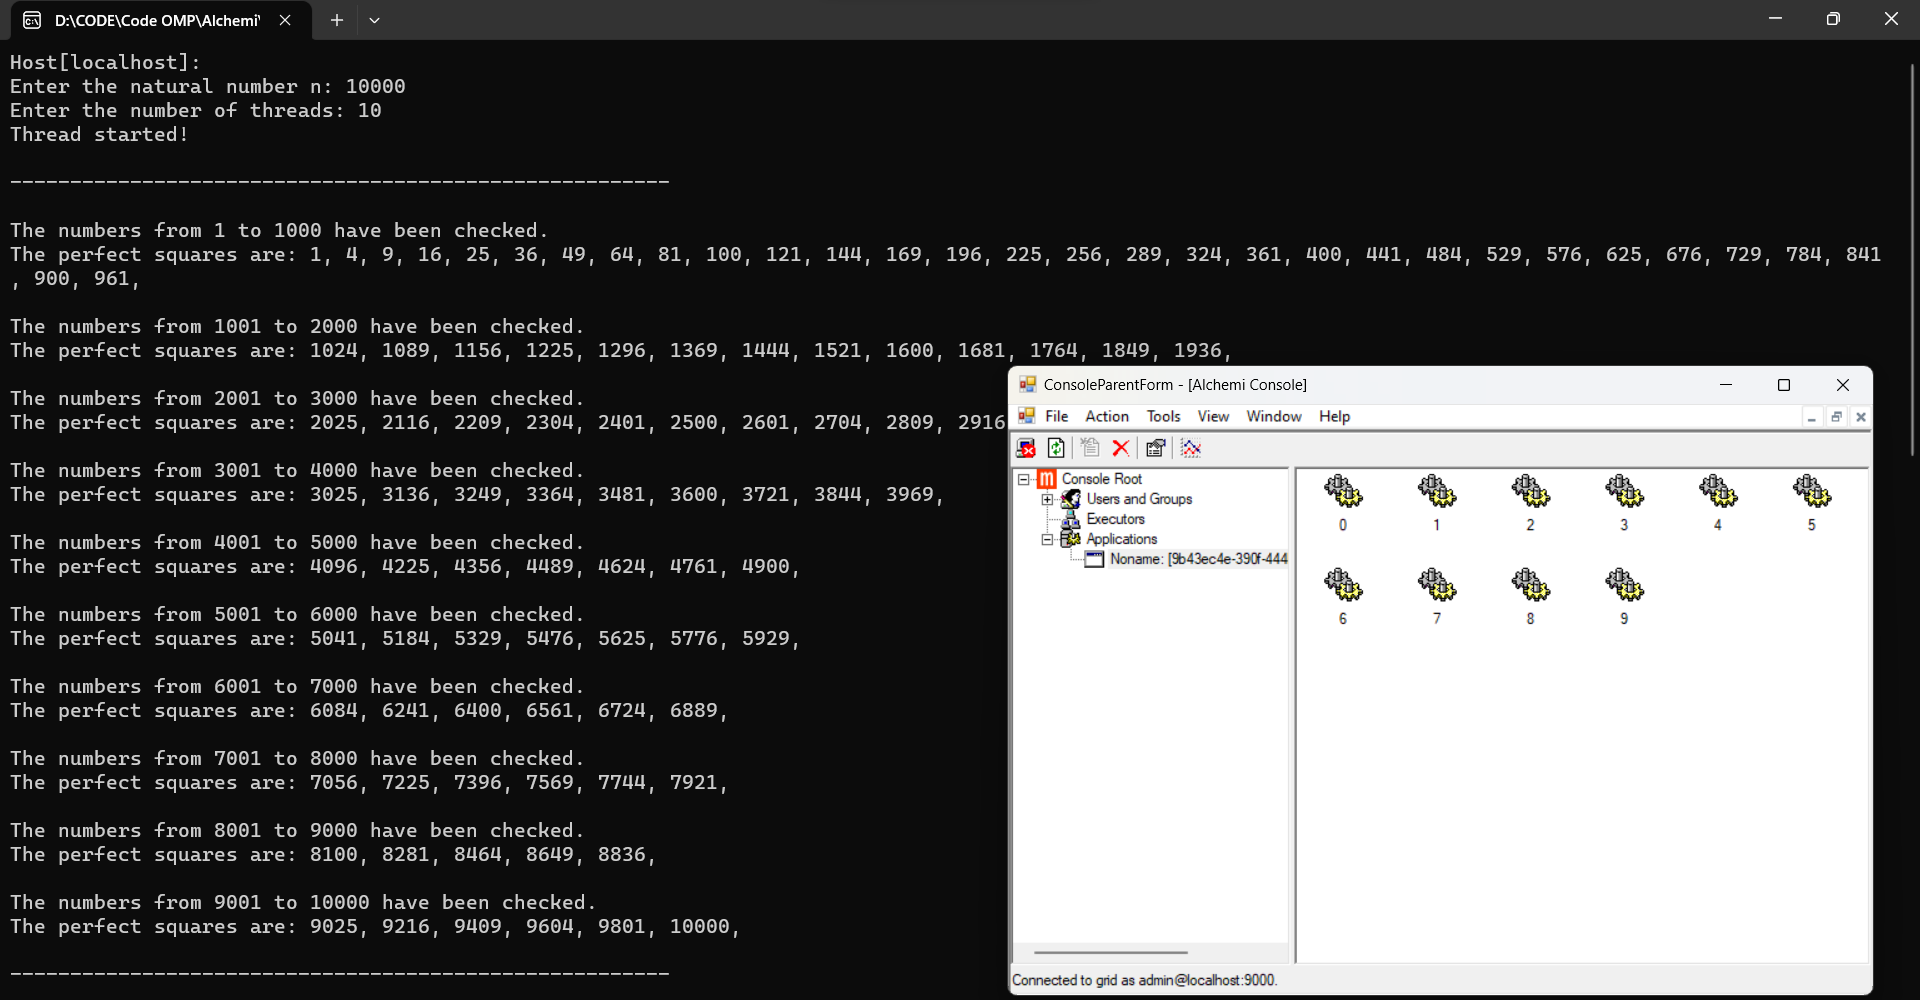 D:\CODE\Code OMP\Alchemi\
Host[localhost]:
Enter the natural number n: 10000
Enter the number of threads: 10
Thread started!
-------------------------------------------------------
The numbers from 1 to 1000 have been checked.
The perfect squares are: 1, 4, 9, 16, 25, 36, 49, 64, 81, 100, 121, 144, 169, 196, 225, 256, 289, 324, 361, 400, 441, 484, 529, 576, 625, 676, 729, 784, 841
, 900, 961,
The numbers from 1001 to 2000 have been checked.
The perfect squares are: 1024, 1089, 1156, 1225, 1296, 1369, 1444, 1521, 1600, 1681, 1764, 1849, 1936,
The numbers from 2001 to 3000 have been checked.
The perfect squares are: 2025, 2116, 2209, 2304, 2401, 2500, 2601, 2704, 2809, 2916
The numbers from 3001 to 4000 have been checked.
The perfect squares are: 3025, 3136, 3249, 3364, 3481, 3600, 3721, 3844, 3969,
The numbers from 4001 to 5000 have been checked.
The perfect squares are: 4096, 4225, 4356, 4489, 4624, 4761, 4900,
The numbers from 5001 to 6000 have been checked.
The perfect squares are: 5041, 5184, 5329, 5476, 5625, 5776, 5929,
The numbers from 6001 to 7000 have been checked.
The perfect squares are: 6084, 6241, 6400, 6561, 6724, 6889,
The numbers from 7001 to 8000 have been checked.
The perfect squares are: 7056, 7225, 7396, 7569, 7744, 7921,
The numbers from 8001 to 9000 have been checked.
The perfect squares are: 8100, 8281, 8464, 8649, 8836,
The numbers from 9001 to 10000 have been checked.
The perfect squares are: 9025, 9216, 9409, 9604, 9801, 10000,
-------------------------------------------------------
ConsoleParentForm - [Alchemi Console]
File Action Tools View Window Help
Console Root
Users and Groups
Executors
Applications
Noname: [9b43ec4e-390f-444
0 1 2 3 4 5
6 7 8 9
Connected to grid as admin@localhost:9000.